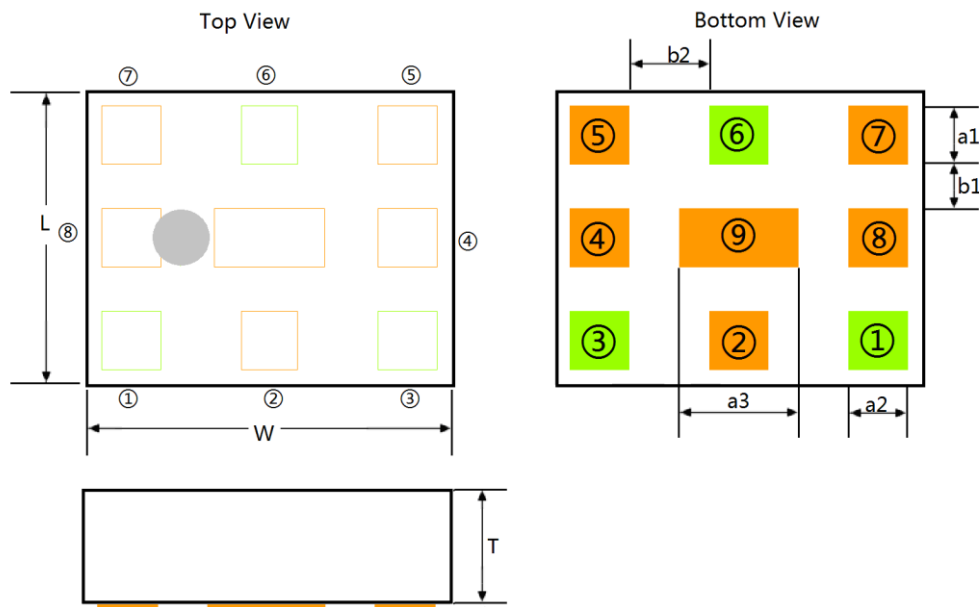 Top View
Bottom View
⑦ ⑥ ⑤
b2
⑤ ⑥ ⑦
a1
b1
L
⑧
④
④ ⑨ ⑧
③ ② ①
① ② ③
a3
a2
W
T